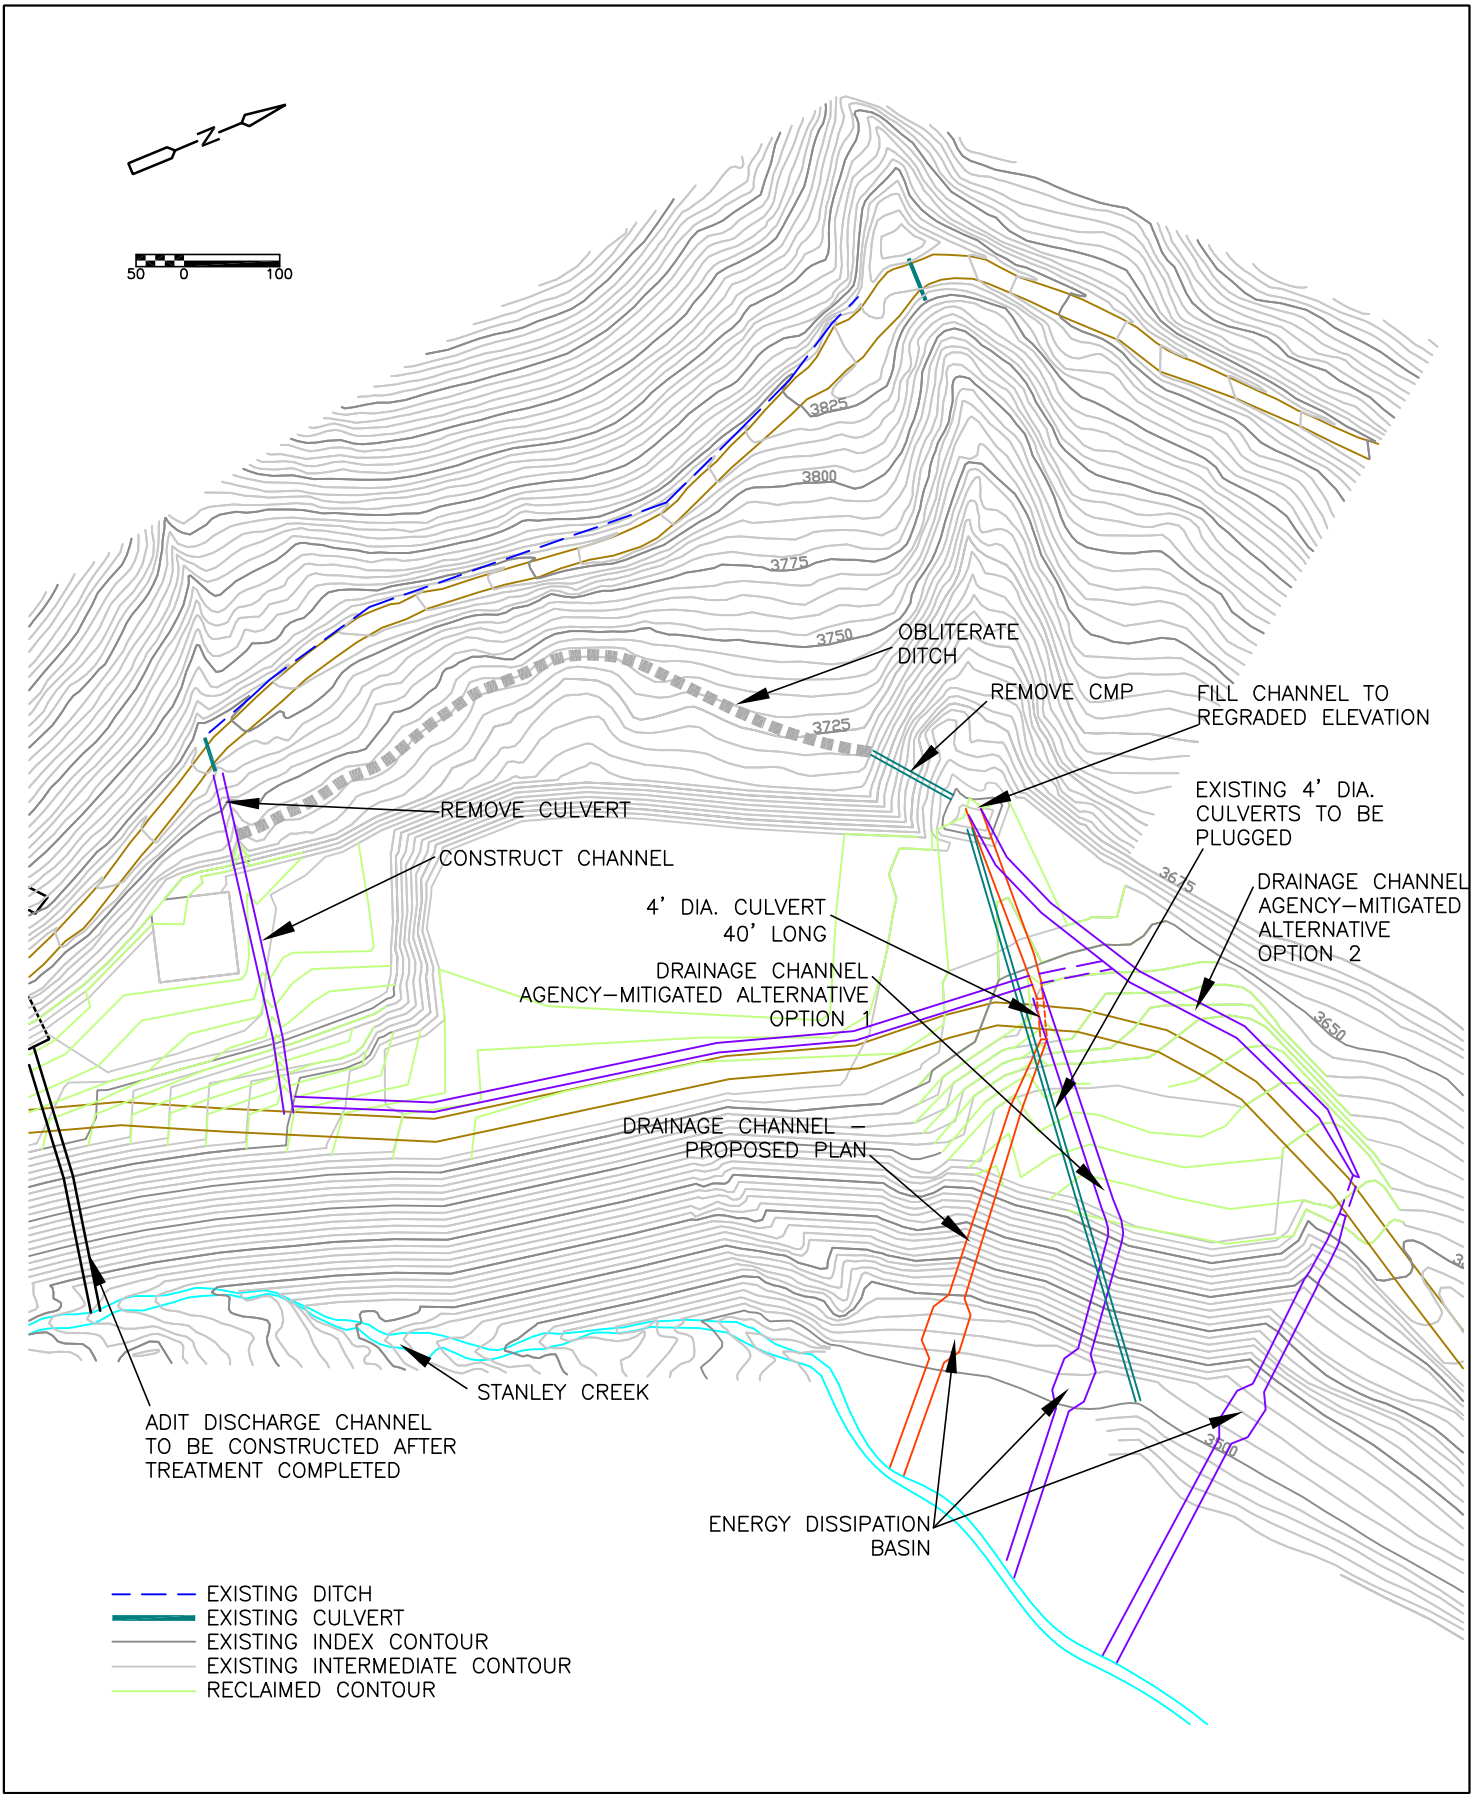 N
50 0 100
3825
3800
3775
3750
OBLITERATE
DITCH
REMOVE CMP
FILL CHANNEL TO
REGRADED ELEVATION
3725
EXISTING 4' DIA.
CULVERTS TO BE
PLUGGED
REMOVE CULVERT
CONSTRUCT CHANNEL
3675
DRAINAGE CHANNEL
AGENCY-MITIGATED
ALTERNATIVE
OPTION 2
4' DIA. CULVERT
40' LONG
DRAINAGE CHANNEL
AGENCY-MITIGATED ALTERNATIVE
OPTION 1
3650
DRAINAGE CHANNEL -
PROPOSED PLAN
STANLEY CREEK
ADIT DISCHARGE CHANNEL
TO BE CONSTRUCTED AFTER
TREATMENT COMPLETED
3500
ENERGY DISSIPATION
BASIN
EXISTING DITCH
EXISTING CULVERT
EXISTING INDEX CONTOUR
EXISTING INTERMEDIATE CONTOUR
RECLAIMED CONTOUR